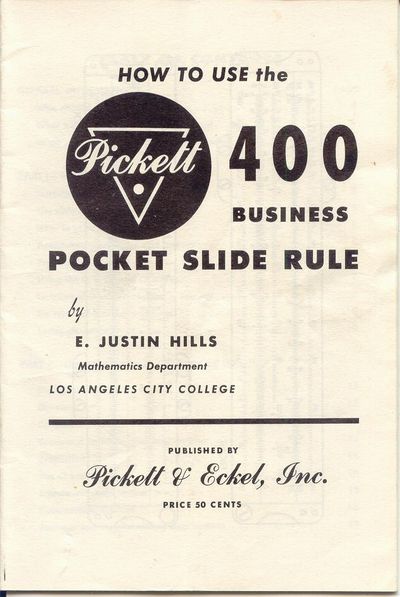 HOW TO USE the
Pickett
400
BUSINESS
POCKET SLIDE RULE
by
E. JUSTIN HILLS
Mathematics Department
LOS ANGELES CITY COLLEGE
PUBLISHED BY
Pickett & Eckel, Inc.
PRICE 50 CENTS